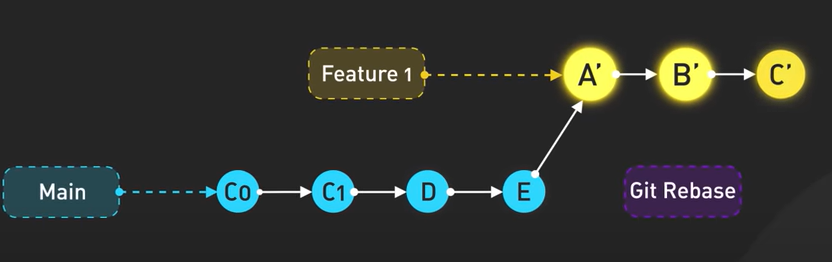 Feature 1
A’
B’
C’
Main
C0
C1
D
E
Git Rebase